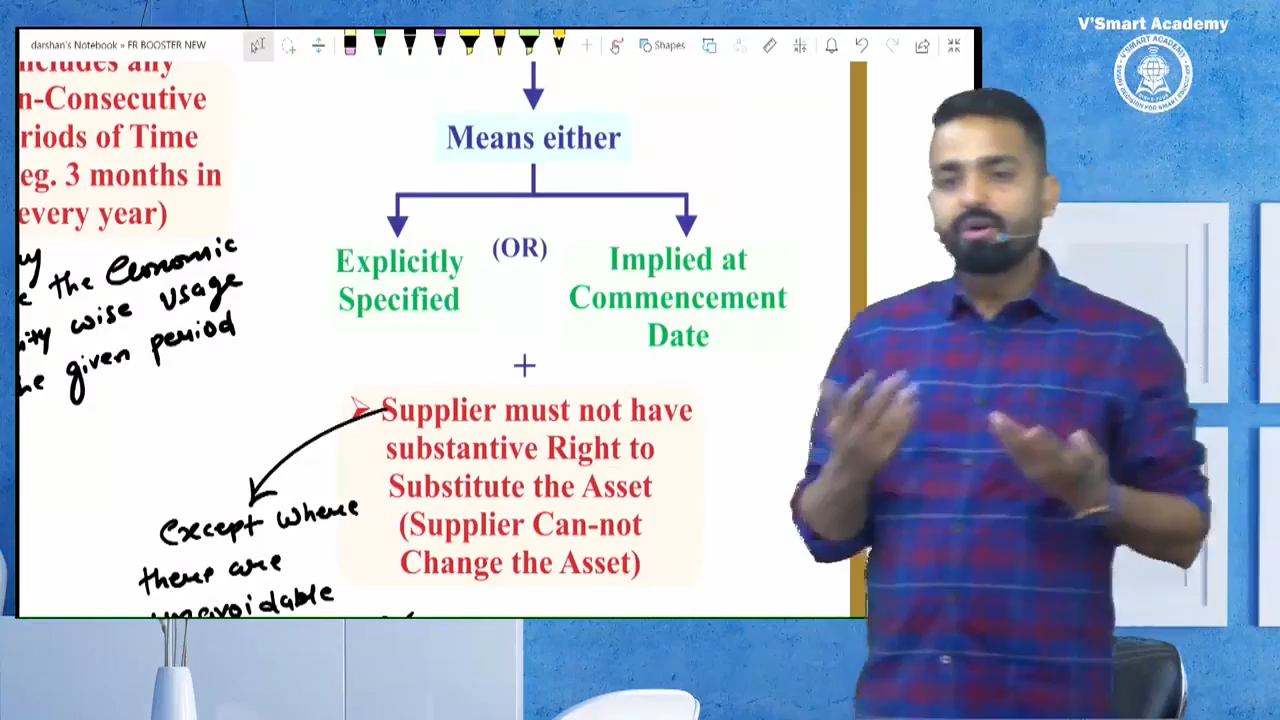 V'Smart Academy
darshan's Notebook » FR BOOSTER NEW
Shapes
includes any
n-Consecutive
riods of Time
eg. 3 months in
every year)
the Economic
wise usage
given period
Means either
Explicitly
Specified
(OR)
Implied at
Commencement
Date
+
Supplier must not have
substantive Right to
Substitute the Asset
(Supplier Can-not
Change the Asset)
Except where
there are
unavoidable